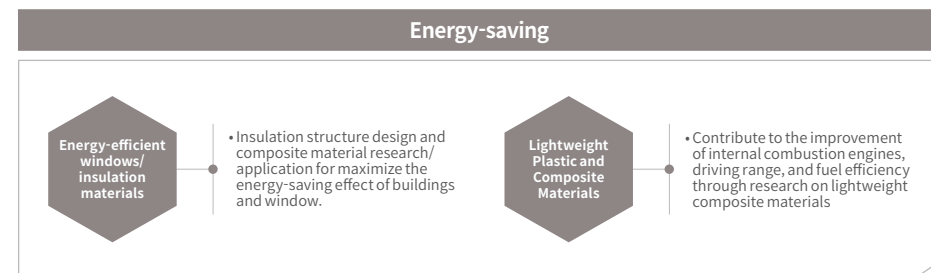 Energy-saving
Energy-efficient
windows/
insulation
materials
• Insulation structure design and
composite material research/
application for maximize the
energy-saving effect of buildings
and window.
Lightweight
Plastic and
Composite
Materials
• Contribute to the improvement
of internal combustion engines,
driving range, and fuel efficiency
through research on lightweight
composite materials